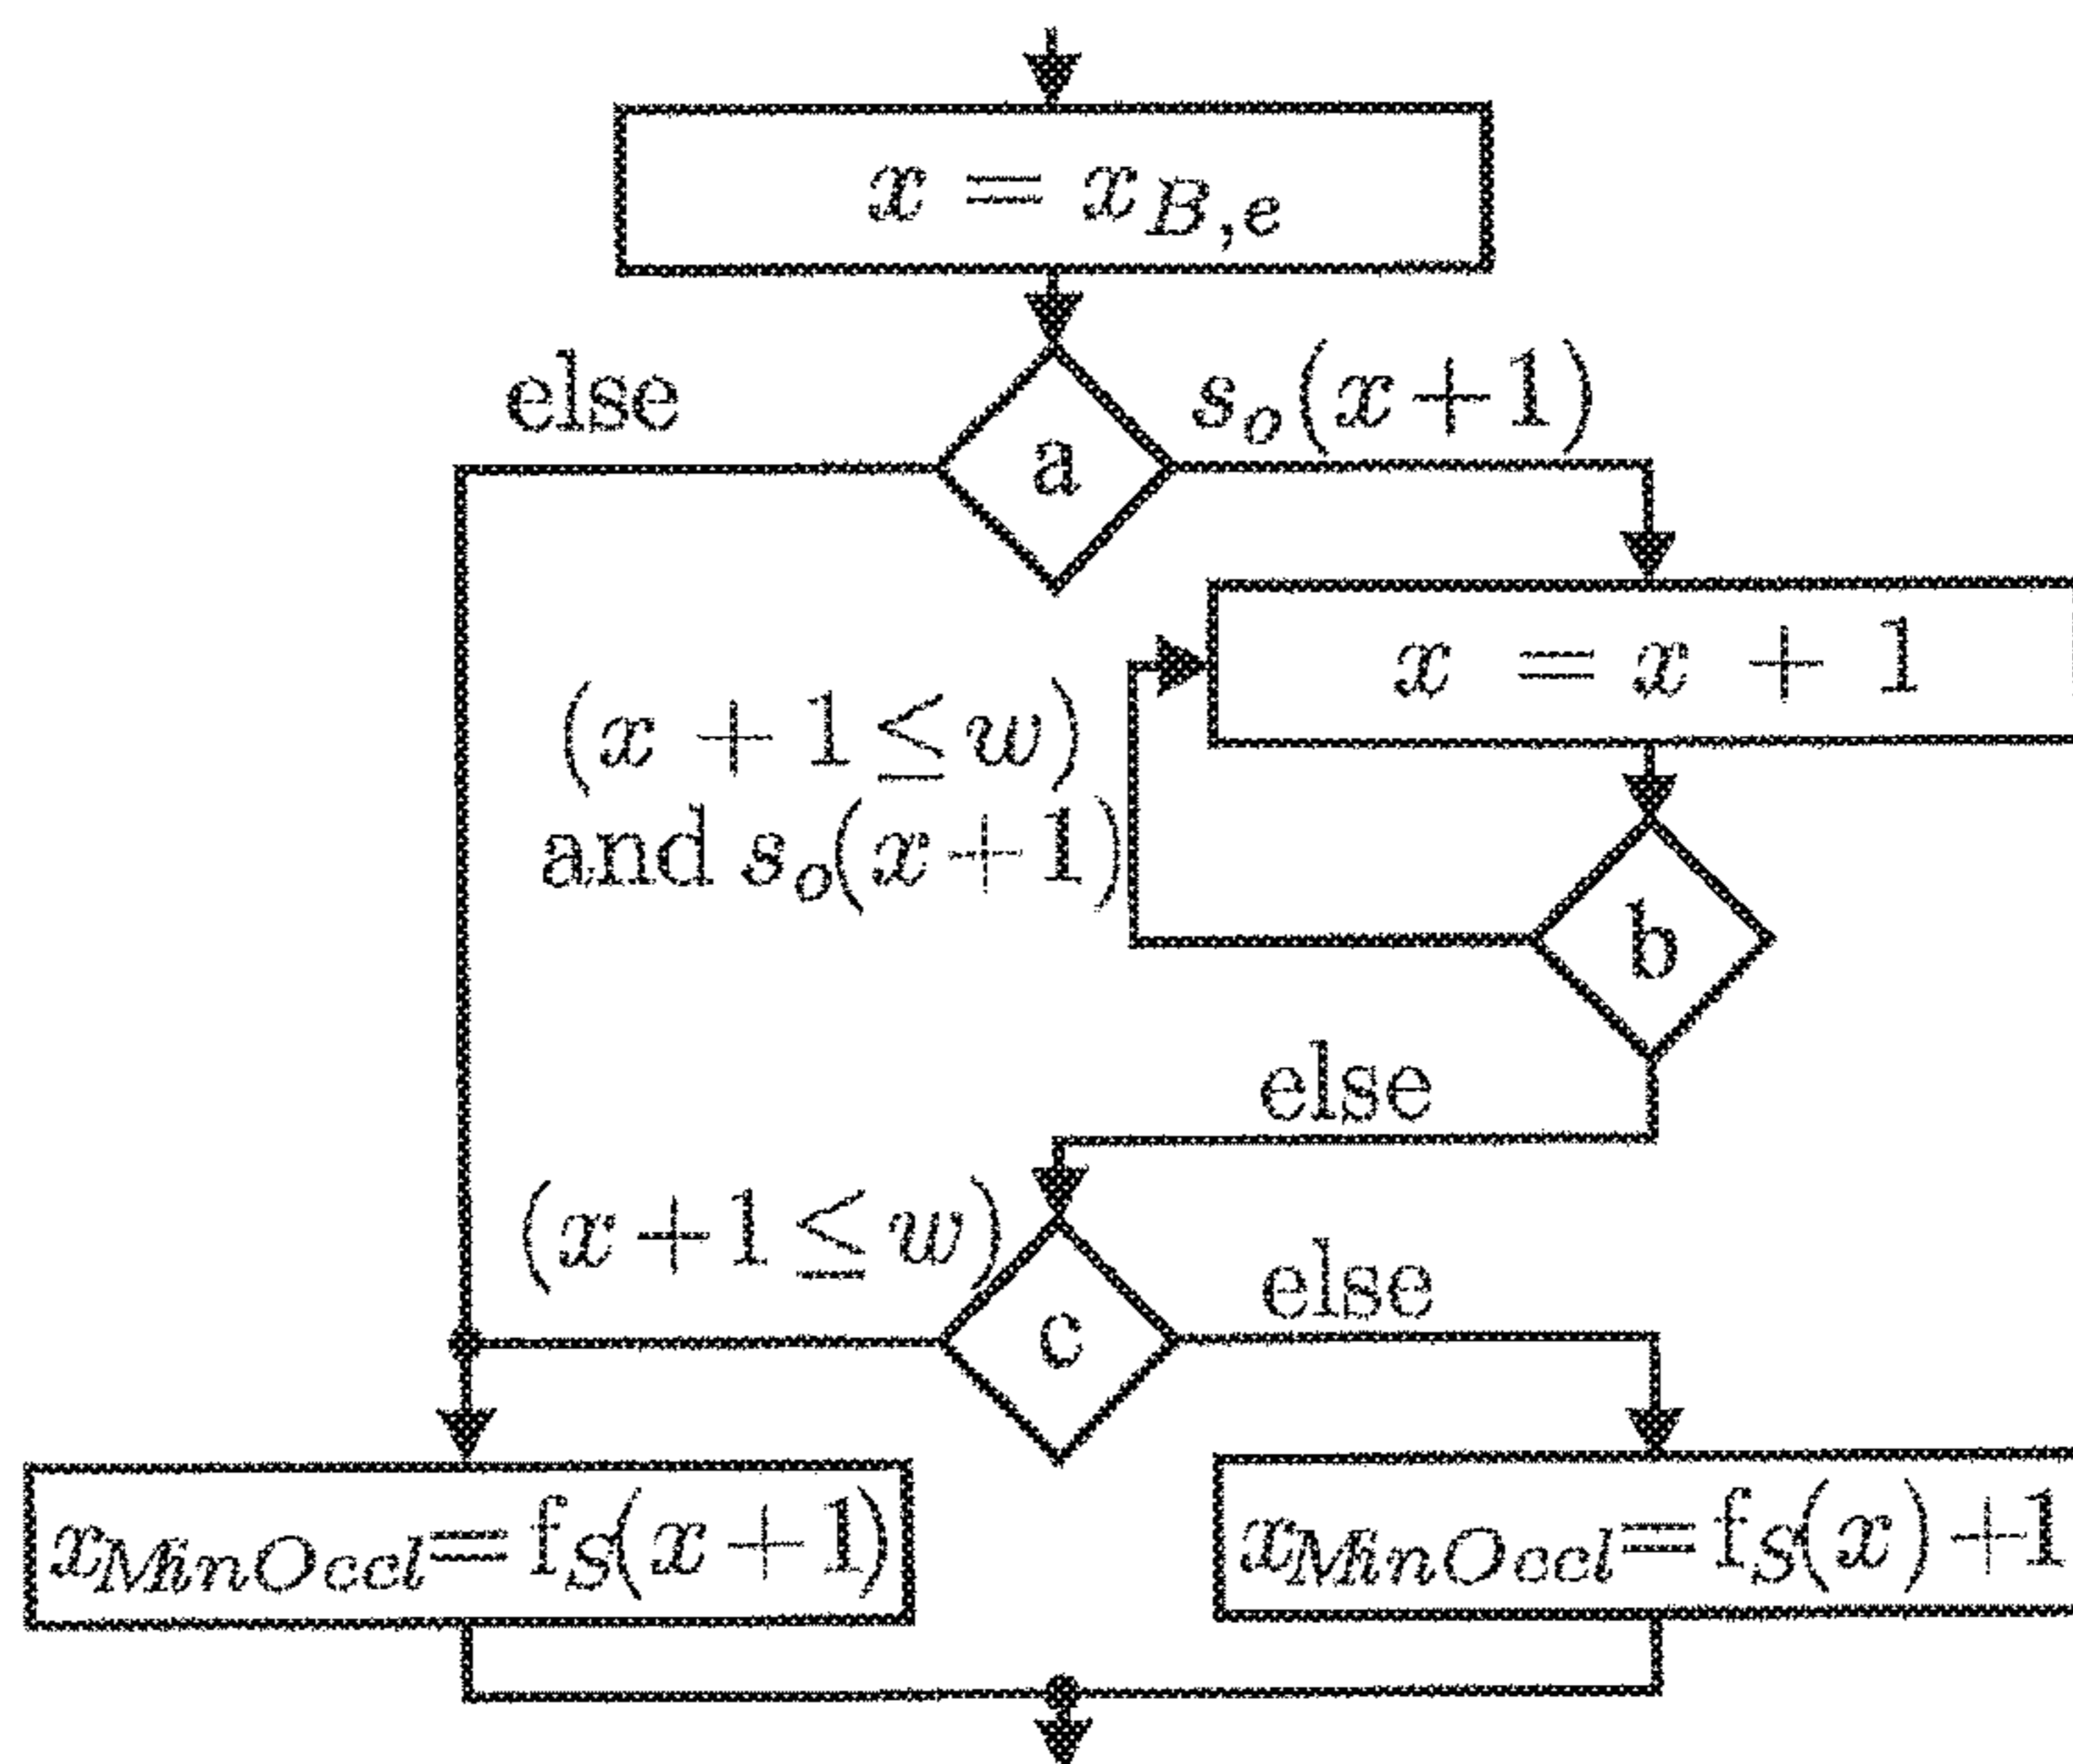 x = x_{B,e}
else
s_o(x+1)
a
x = x + 1
(x + 1 ≤ w)
and s_o(x+1)
b
else
(x+1 ≤ w)
else
c
x_{MinOccl}=f_S(x+1)
x_{MinOccl}=f_S(x)+1